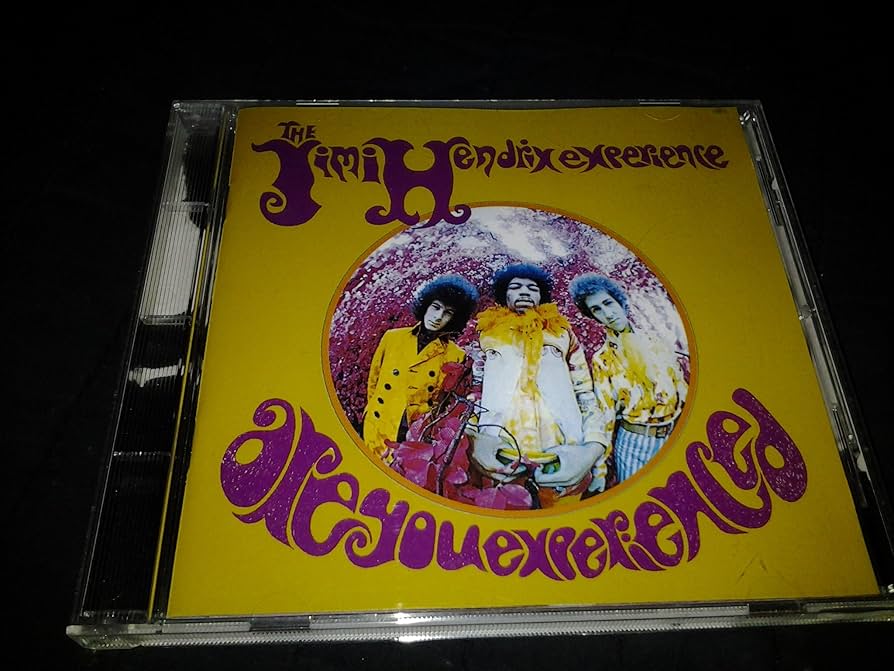 THE
Jimi Hendrix experience
are you experienced